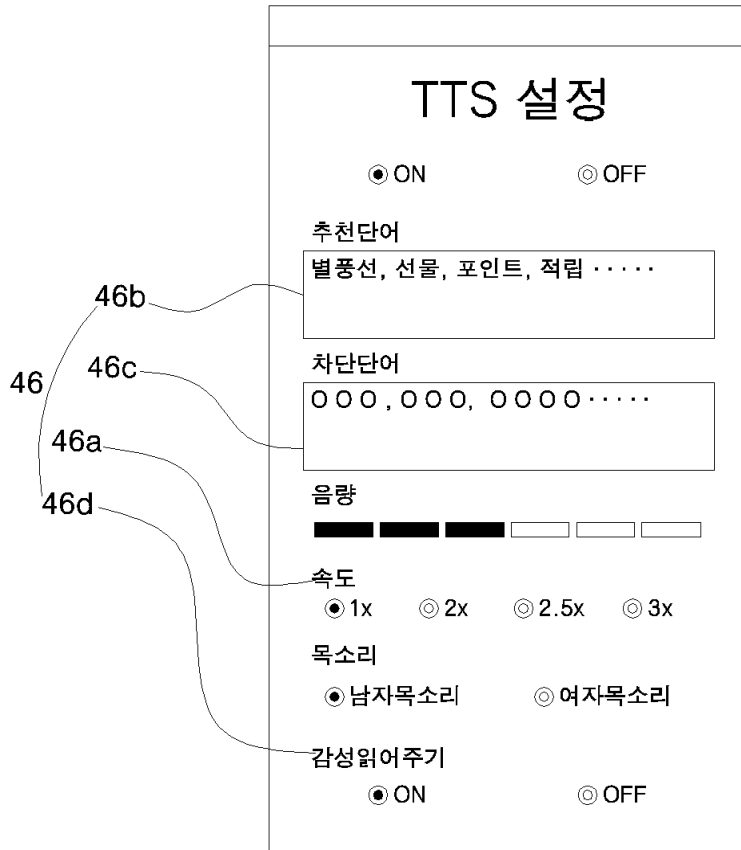 TTS 설정
ON OFF
추천단어
별풍선, 선물, 포인트, 적립 ·····
차단단어
O O O , O O O, O O O O ·····
음량
속도
1x 2x 2.5x 3x
목소리
남자목소리 여자목소리
감성읽어주기
ON OFF
46b
46c
46
46a
46d